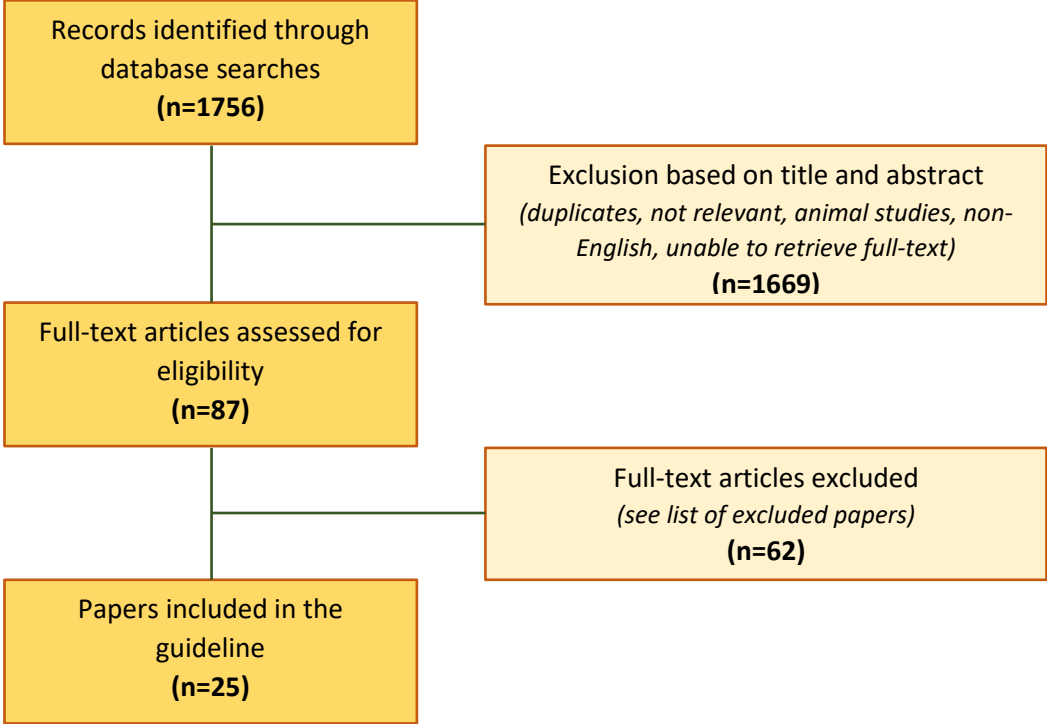 Records identified through
database searches
(n=1756)
Exclusion based on title and abstract
(duplicates, not relevant, animal studies, non-
English, unable to retrieve full-text)
(n=1669)
Full-text articles assessed for
eligibility
(n=87)
Full-text articles excluded
(see list of excluded papers)
(n=62)
Papers included in the
guideline
(n=25)